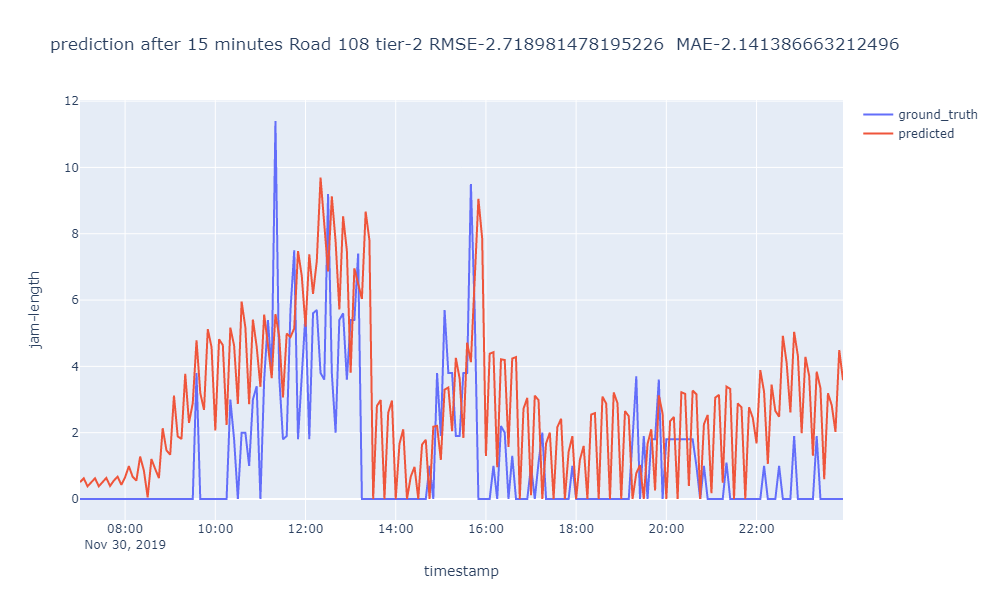 prediction after 15 minutes Road 108 tier-2 RMSE-2.718981478195226  MAE-2.141386663212496
ground_truth
predicted
12
10
8
6
4
2
0
jam-length
08:00 10:00 12:00 14:00 16:00 18:00 20:00 22:00
Nov 30, 2019
timestamp